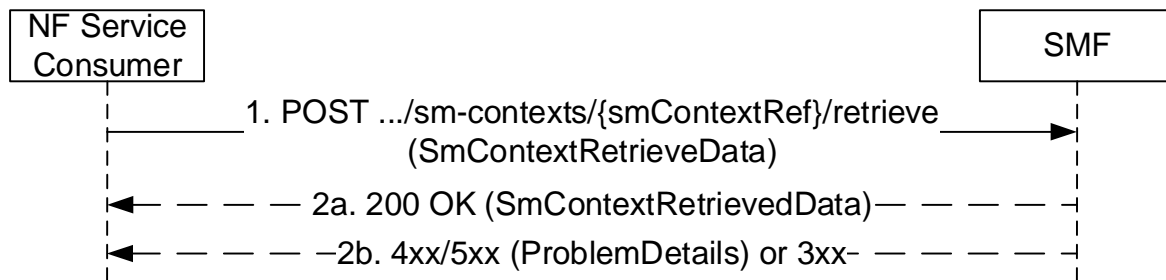 NF Service
Consumer
SMF
1. POST .../sm-contexts/{smContextRef}/retrieve
(SmContextRetrieveData)
2a. 200 OK (SmContextRetrievedData)
2b. 4xx/5xx (ProblemDetails) or 3xx